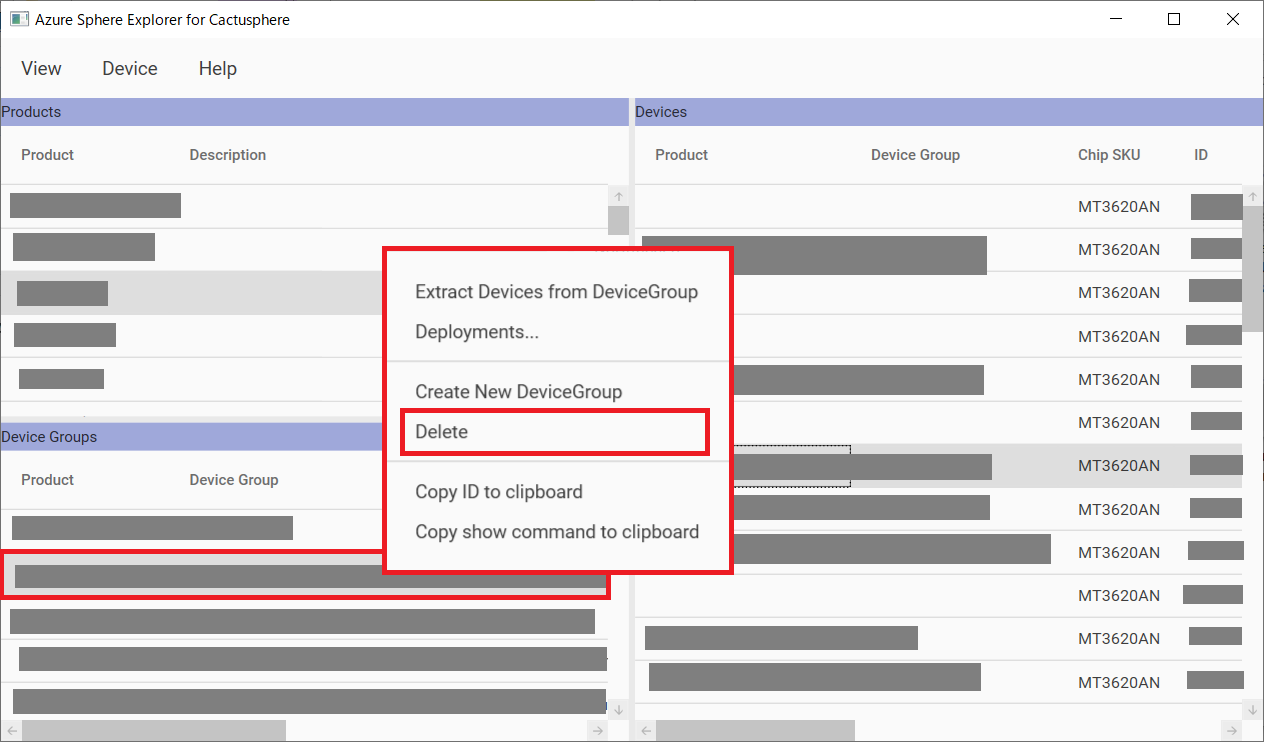 Azure Sphere Explorer for Cactusphere
View Device Help
Products
Product Description
Device Groups
Product Device Group
Extract Devices from DeviceGroup
Deployments...
Create New DeviceGroup
Delete
Copy ID to clipboard
Copy show command to clipboard
Devices
Product Device Group Chip SKU ID
MT3620AN
MT3620AN
MT3620AN
MT3620AN
MT3620AN
MT3620AN
MT3620AN
MT3620AN
MT3620AN
MT3620AN
MT3620AN
MT3620AN